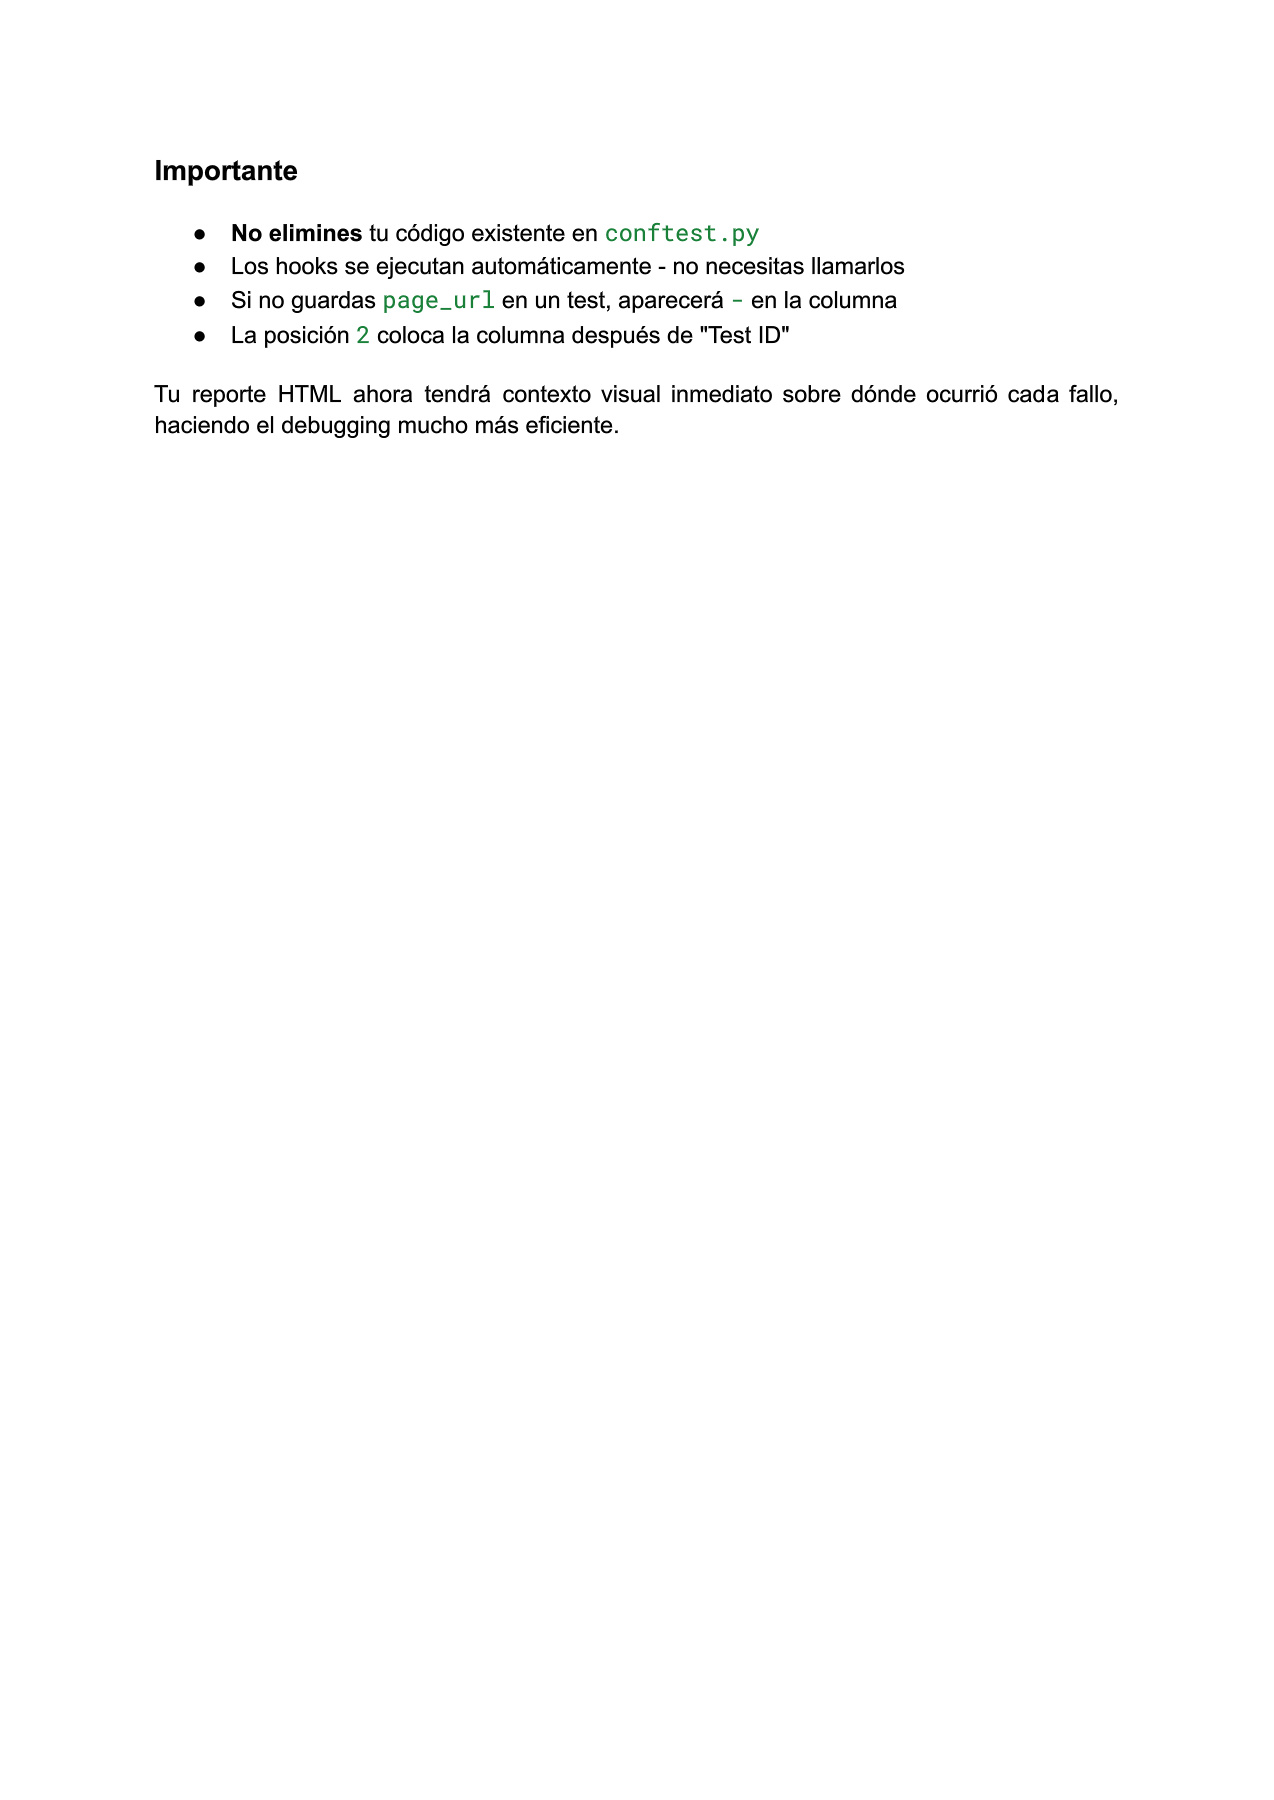 Importante
● No elimines tu código existente en conftest.py
● Los hooks se ejecutan automáticamente - no necesitas llamarlos
● Si no guardas page_url en un test, aparecerá - en la columna
● La posición 2 coloca la columna después de "Test ID"
Tu reporte HTML ahora tendrá contexto visual inmediato sobre dónde ocurrió cada fallo,
haciendo el debugging mucho más eficiente.